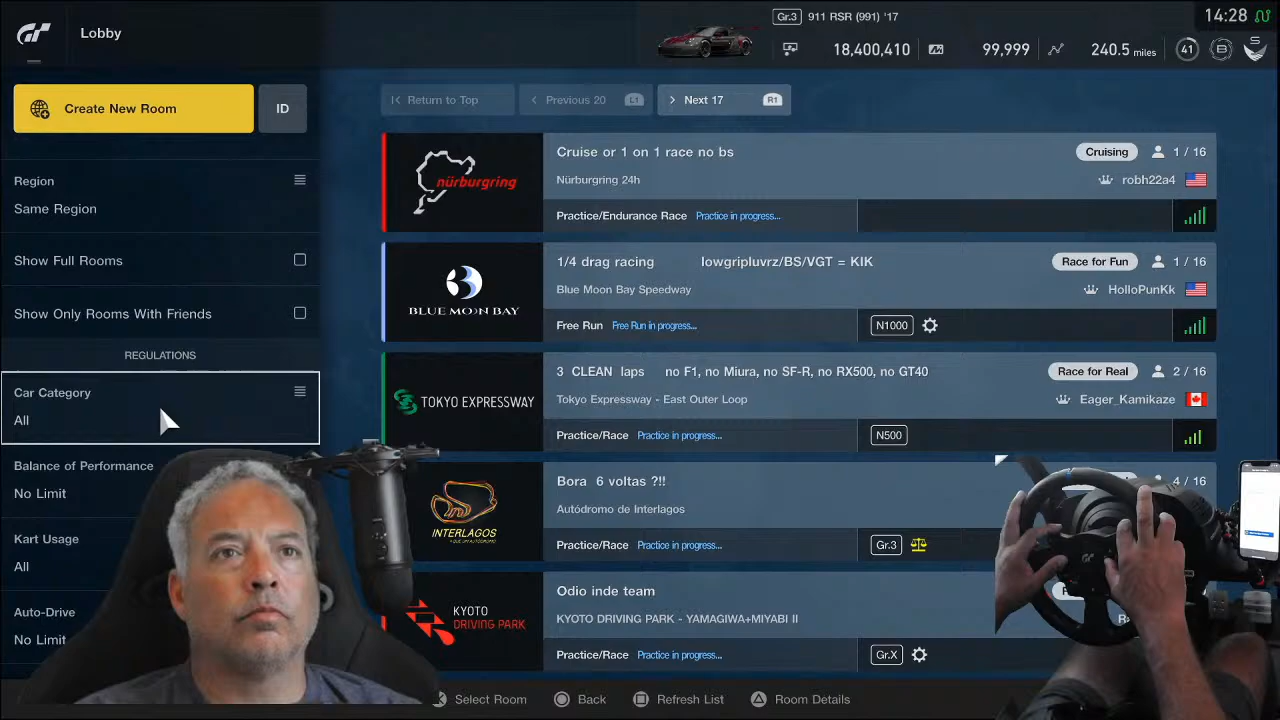 Lobby
Gr.3 911 RSR (991) '17
14:28
18,400,410 99,999 240.5 miles 41 B S
Create New Room ID
Region
Same Region
Show Full Rooms
Show Only Rooms With Friends
REGULATIONS
Car Category
All
Balance of Performance
No Limit
Kart Usage
All
Auto-Drive
No Limit
Return to Top Previous 20 L1 Next 17 R1
nürburgring
Cruise or 1 on 1 race no bs Cruising 1 / 16
Nürburgring 24h robh22a4
Practice/Endurance Race Practice in progress...
BLUE MOON BAY
1/4 drag racing lowgripluvrz/BS/VGT = KIK Race for Fun 1 / 16
Blue Moon Bay Speedway HolloPunKk
Free Run Free Run in progress... N1000
TOKYO EXPRESSWAY
3 CLEAN laps no F1, no Miura, no SF-R, no RX500, no GT40 Race for Real 2 / 16
Tokyo Expressway - East Outer Loop Eager_Kamikaze
Practice/Race Practice in progress... N500
INTERLAGOS
Bora 6 voltas ?!! 4 / 16
Autódromo de Interlagos
Practice/Race Practice in progress... Gr.3
KYOTO
DRIVING PARK
Odio inde team
KYOTO DRIVING PARK - YAMAGIWA+MIYABI II
Practice/Race Practice in progress... Gr.X
Select Room Back Refresh List Room Details